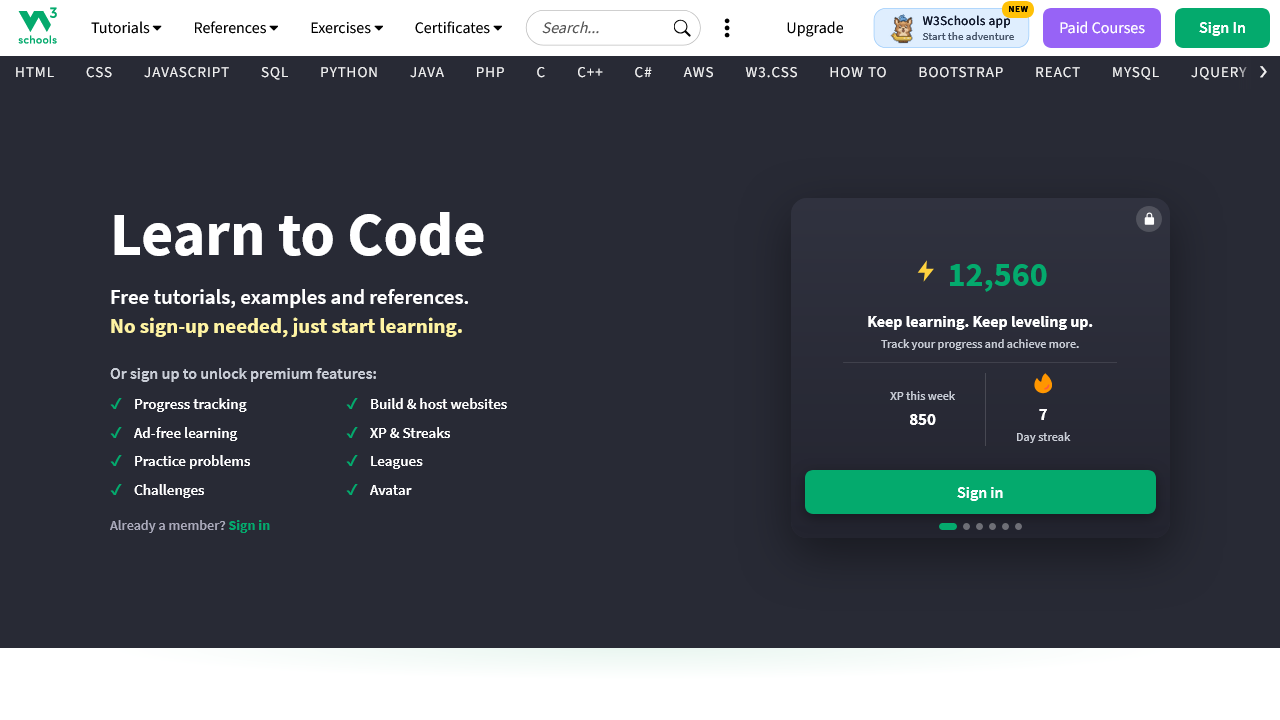 W3 schools
Tutorials References Exercises Certificates Search... Upgrade W3Schools app NEW Paid Courses Sign In
Start the adventure
HTML CSS JAVASCRIPT SQL PYTHON JAVA PHP C C++ C# AWS W3.CSS HOW TO BOOTSTRAP REACT MYSQL JQUERY
Learn to Code
Free tutorials, examples and references.
No sign-up needed, just start learning.
Or sign up to unlock premium features:
✓ Progress tracking
✓ Build & host websites
✓ Ad-free learning
✓ XP & Streaks
✓ Practice problems
✓ Leagues
✓ Challenges
✓ Avatar
Already a member? Sign in
12,560
Keep learning. Keep leveling up.
Track your progress and achieve more.
XP this week
850
7
Day streak
Sign in